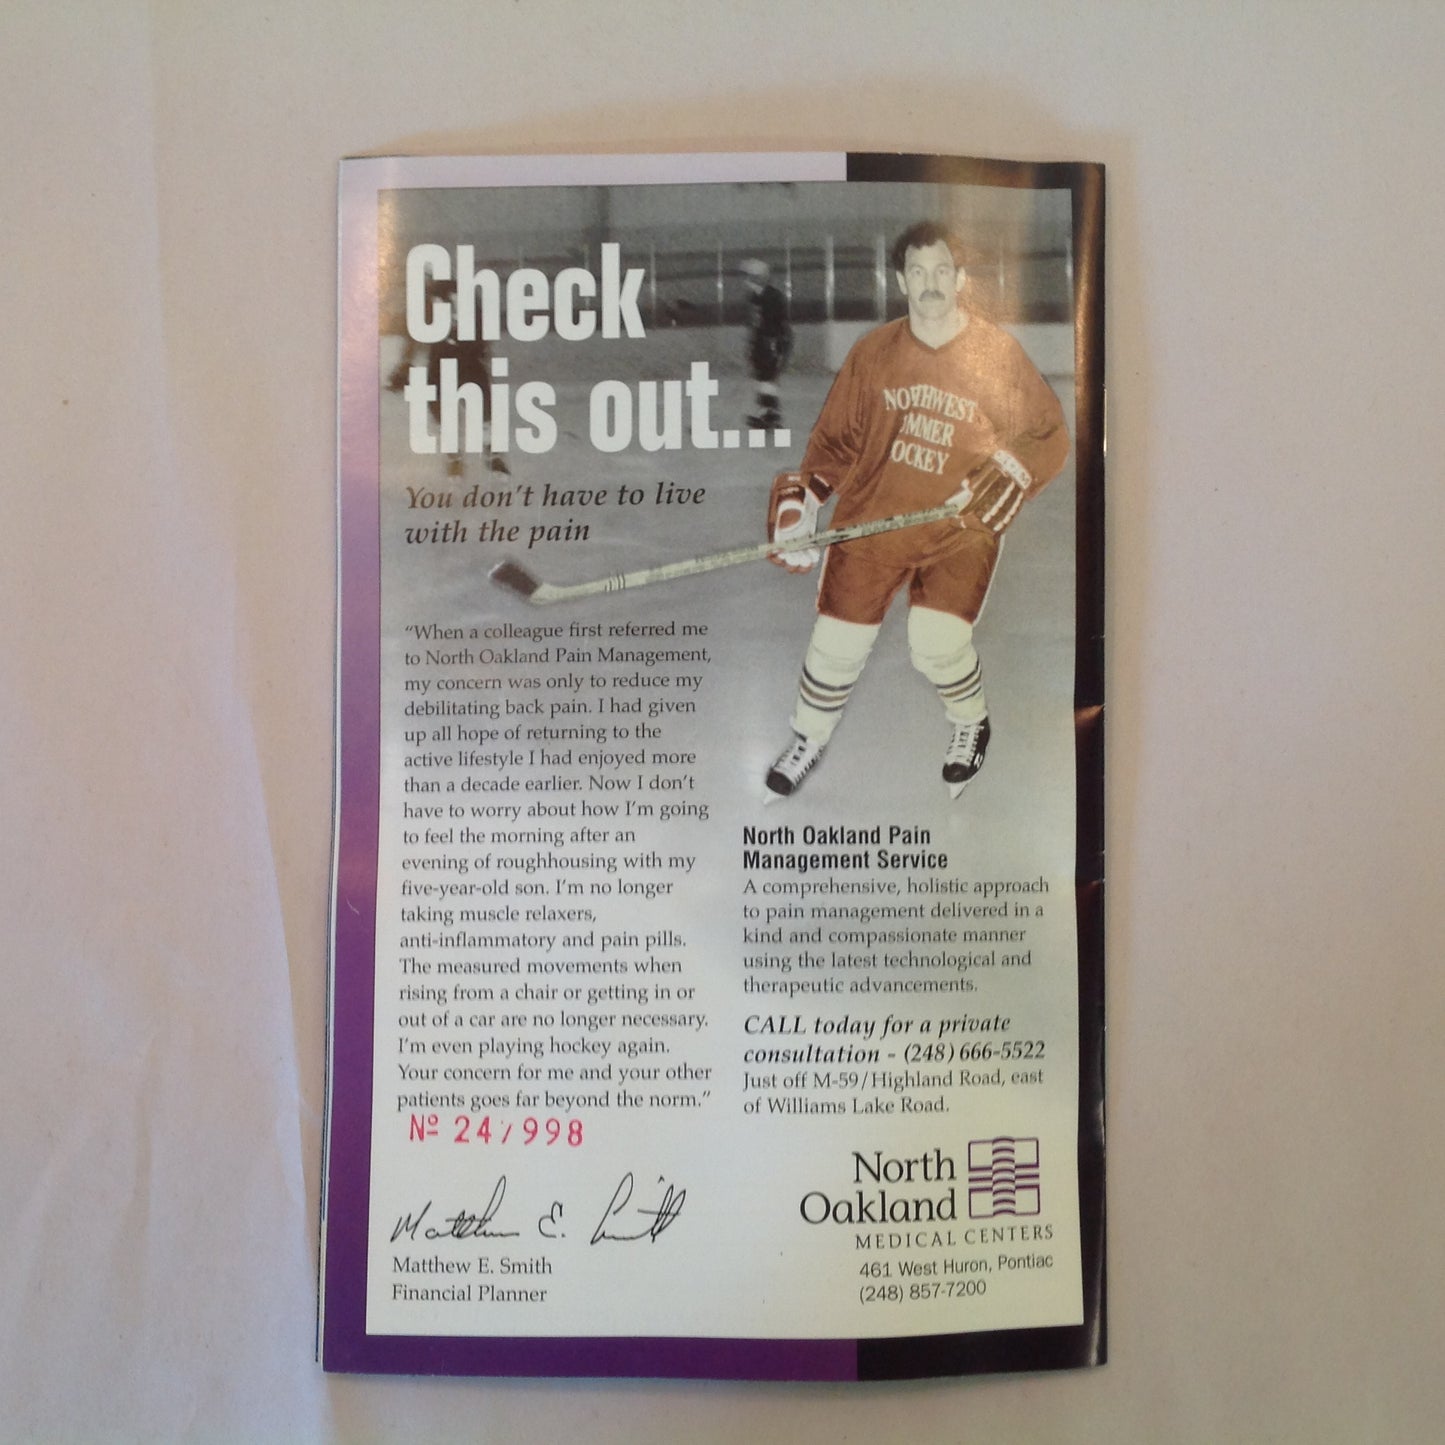 Check
this out...
You don't have to live
with the pain
NORTHWEST
HOCKEY
"When a colleague first referred me
to North Oakland Pain Management,
my concern was only to reduce my
debilitating back pain. I had given
up all hope of returning to the
active lifestyle I had enjoyed more
than a decade earlier. Now I don't
have to worry about how I'm going
to feel the morning after an
evening of roughhousing with my
five-year-old son. I'm no longer
taking muscle relaxers,
anti-inflammatory and pain pills.
The measured movements when
rising from a chair or getting in or
out of a car are no longer necessary.
I'm even playing hockey again.
Your concern for me and your other
patients goes far beyond the norm."
Matthew E. Smith
Matthew E. Smith
Financial Planner
North Oakland Pain
Management Service
A comprehensive, holistic approach
to pain management delivered in a
kind and compassionate manner
using the latest technological and
therapeutic advancements.
CALL today for a private
consultation - (248) 666-5522
Just off M-59/Highland Road, east
of Williams Lake Road.
North
Oakland
MEDICAL CENTERS
461 West Huron, Pontiac
(248) 857-7200